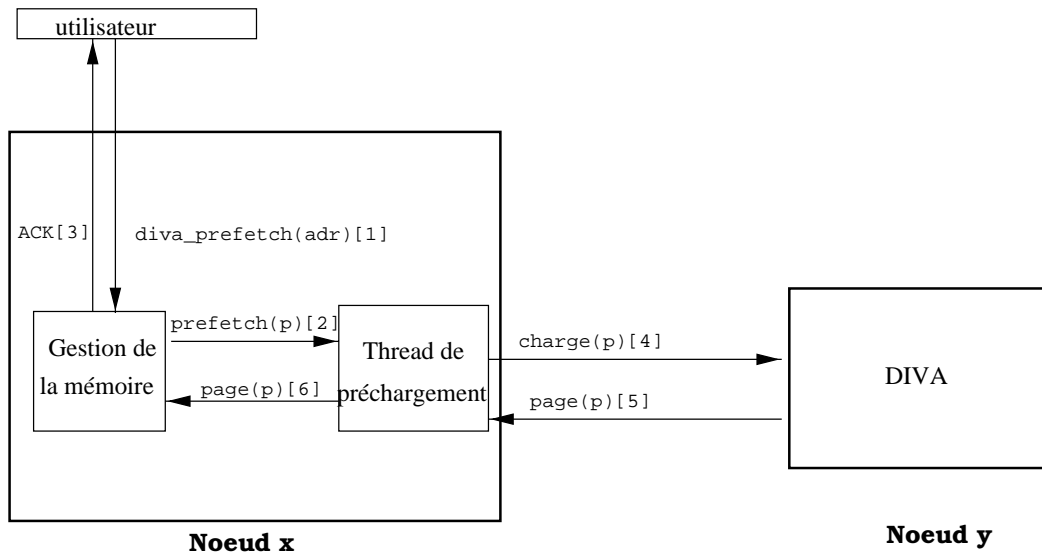 utilisateur
ACK[3]
diva_prefetch(adr)[1]
prefetch(p)[2]
Gestion de
la mémoire
page(p)[6]
Thread de
préchargement
charge(p)[4]
page(p)[5]
DIVA
Noeud x
Noeud y